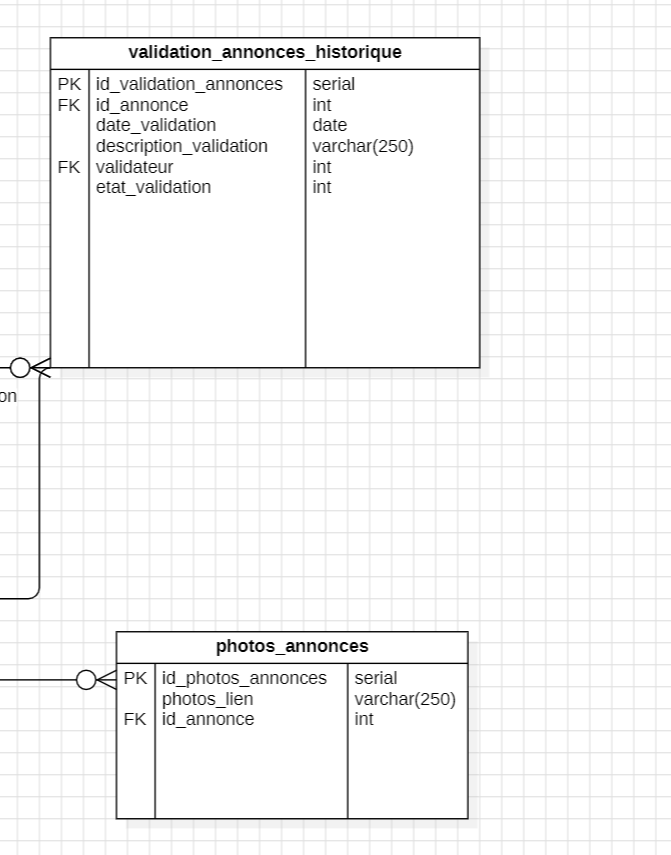 validation_annonces_historique
PK id_validation_annonces serial
FK id_annonce int
date_validation date
description_validation varchar(250)
FK validateur int
etat_validation int
on
photos_annonces
PK id_photos_annonces serial
photos_lien varchar(250)
FK id_annonce int